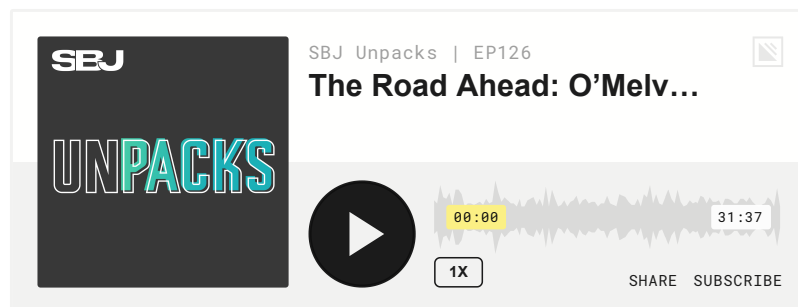 SBJ
UNPACKS
SBJ Unpacks | EP126
The Road Ahead: O’Melv…
00:00
31:37
1X
SHARE SUBSCRIBE